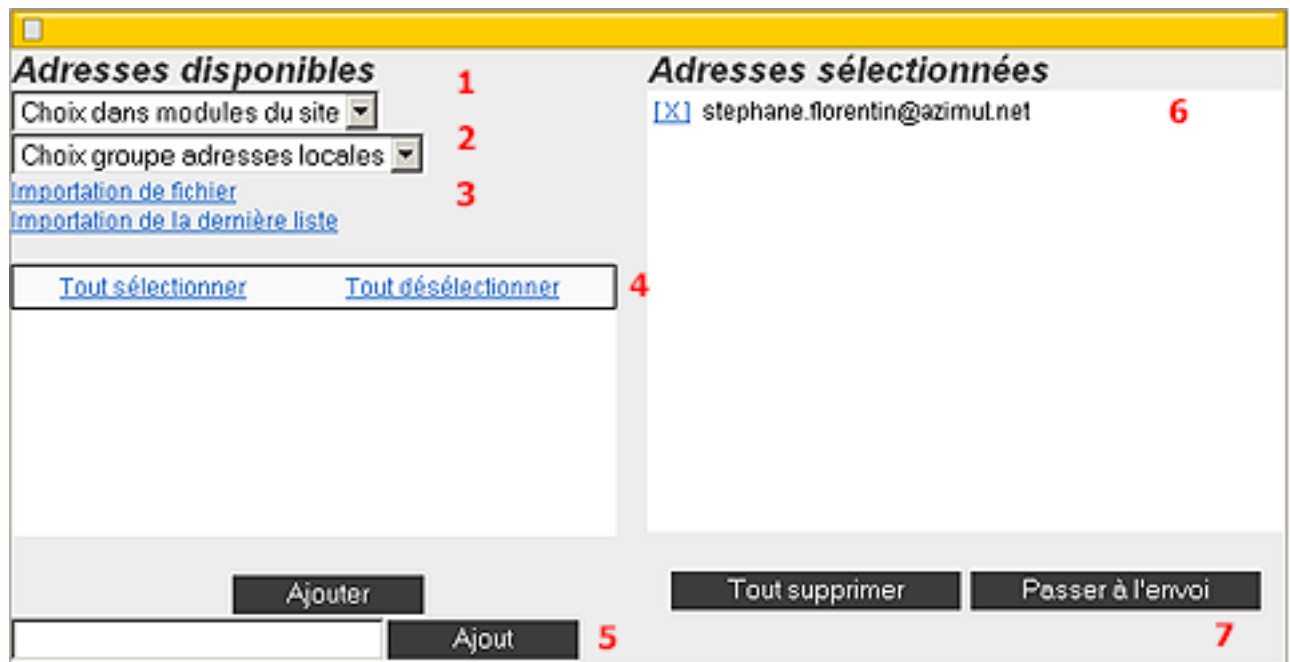 Adresses disponibles
1
Choix dans modules du site
2
Choix groupe adresses locales
Importation de fichier
3
Importation de la dernière liste
Tout sélectionner Tout désélectionner
4
Ajouter
Ajout
5
Adresses sélectionnées
[X] stephane.florentin@azimut.net
6
Tout supprimer Passer à l'envoi
7